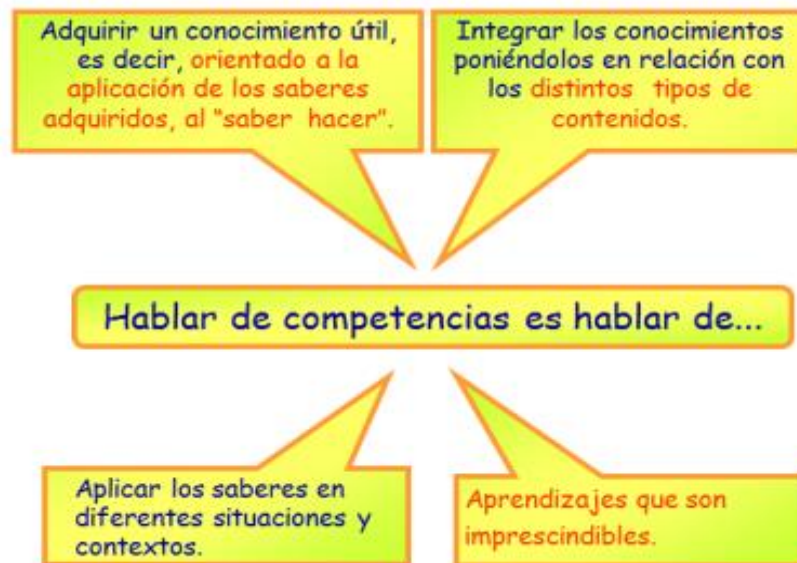 Adquirir un conocimiento útil,
es decir, orientado a la
aplicación de los saberes
adquiridos, al "saber hacer".
Integrar los conocimientos
poniéndolos en relación con
los distintos tipos de
contenidos.
Hablar de competencias es hablar de...
Aplicar los saberes en
diferentes situaciones y
contextos.
Aprendizajes que son
imprescindibles.